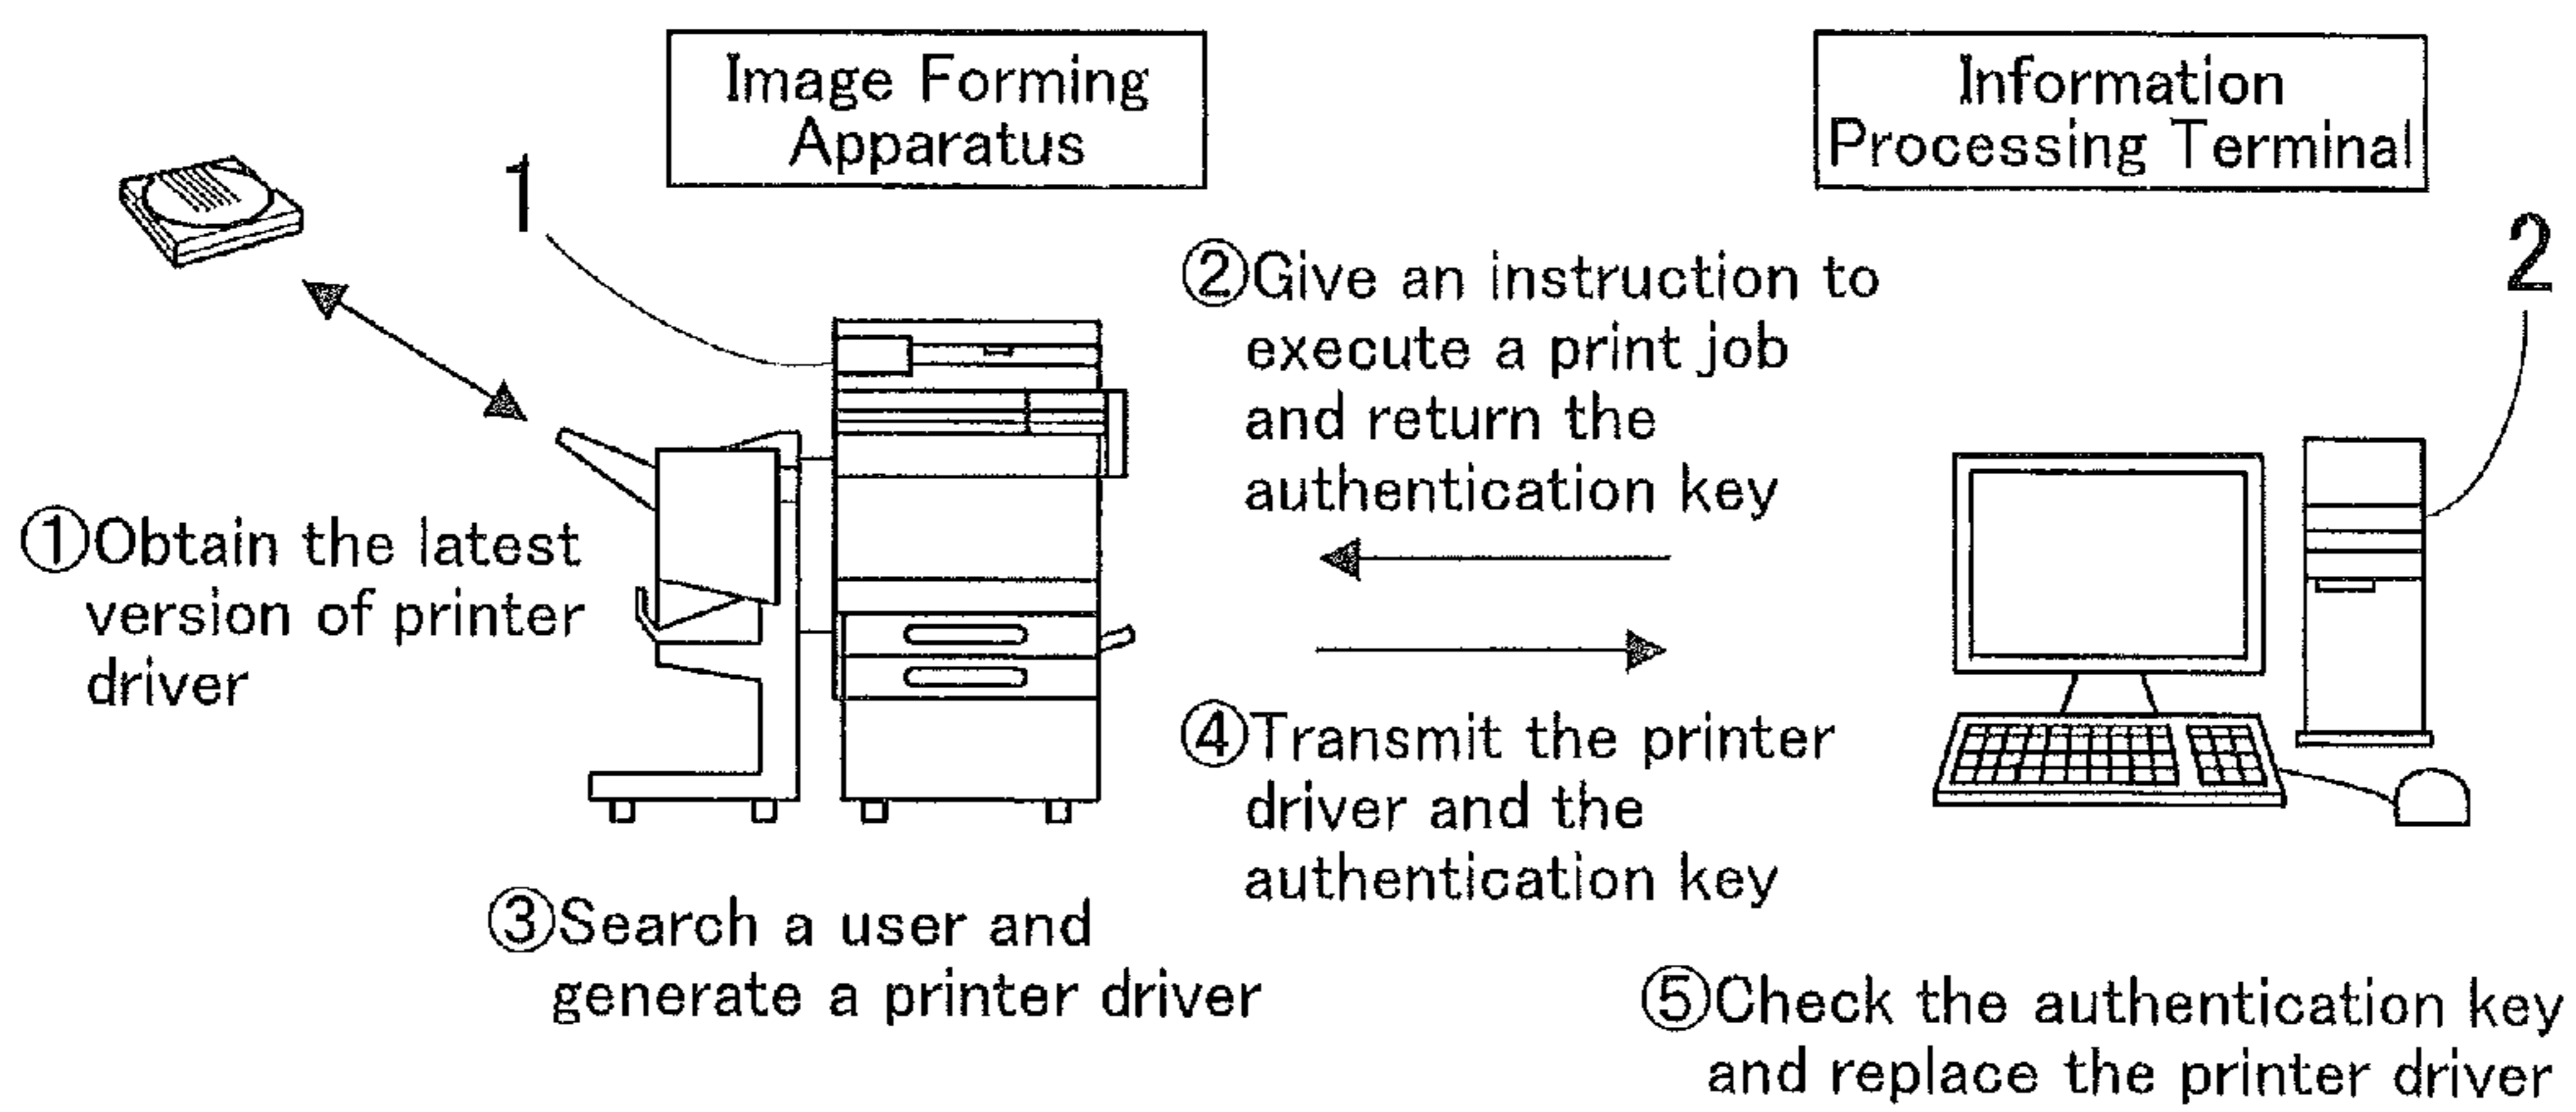 Image Forming
Apparatus
Information
Processing Terminal
1
2
①Obtain the latest
version of printer
driver
②Give an instruction to
execute a print job
and return the
authentication key
③Search a user and
generate a printer driver
④Transmit the printer
driver and the
authentication key
⑤Check the authentication key
and replace the printer driver